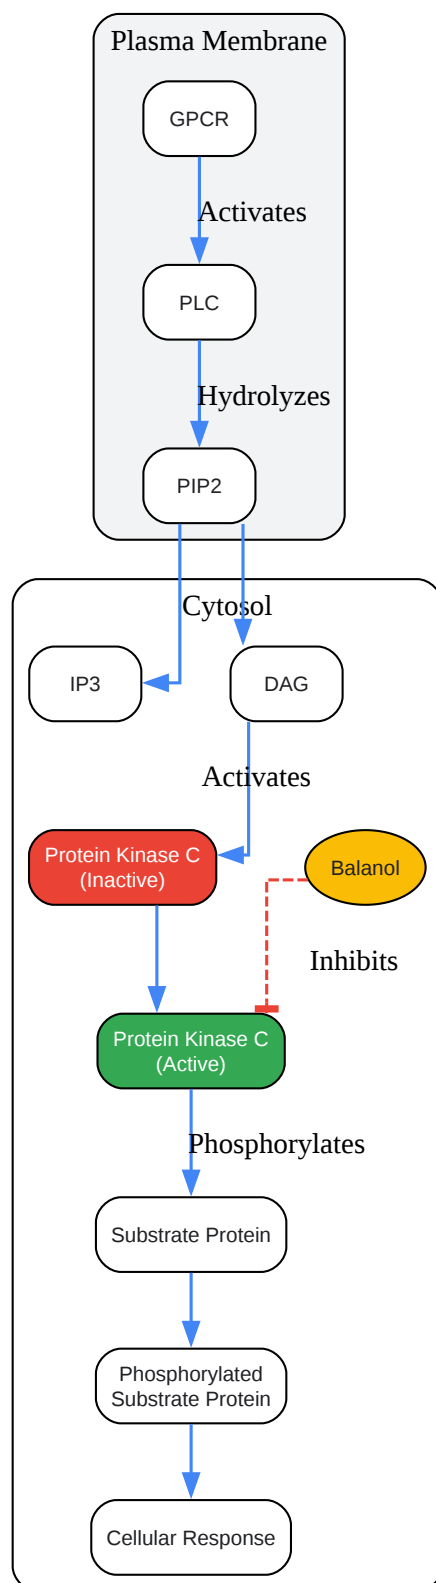 Plasma Membrane
GPCR
Activates
PLC
Hydrolyzes
PIP2
Cytosol
IP3
DAG
Activates
Protein Kinase C
(Inactive)
Balanol
Inhibits
Protein Kinase C
(Active)
Phosphorylates
Substrate Protein
Phosphorylated
Substrate Protein
Cellular Response